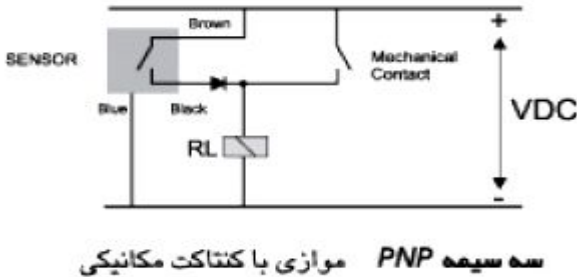 Brown
+
SENSOR
Mechanical
Contact
Blue
Black
VDC
RL
-
سه سیمه PNP موازی با کنتاکت مکانیکی